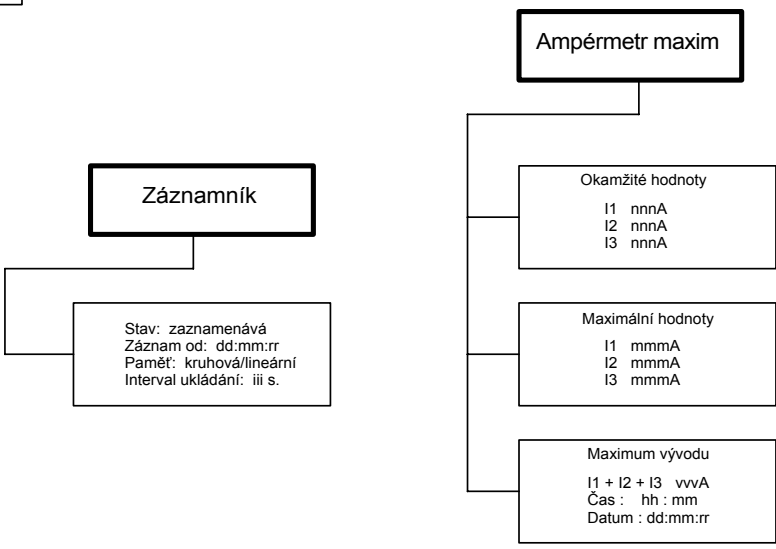 Záznamník
Stav: zaznamenává
Záznam od: dd:mm:rr
Paměť: kruhová/lineární
Interval ukládání: iii s.
Ampérmetr maxim
Okamžité hodnoty
I1 nnnA
I2 nnnA
I3 nnnA
Maximální hodnoty
I1 mmmA
I2 mmmA
I3 mmmA
Maximum vývodu
I1 + I2 + I3 vvvA
Čas : hh : mm
Datum : dd:mm:rr